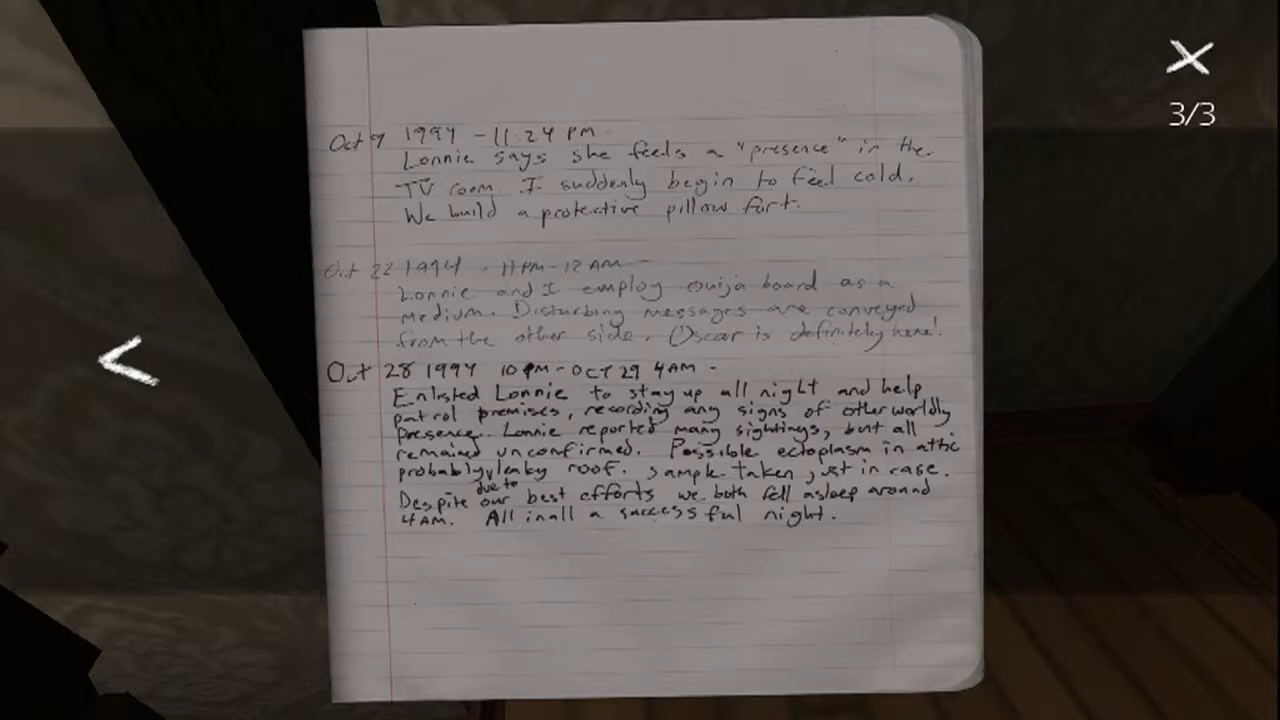 3/3
Oct 9 1994 - 11:24 PM
Lonnie says she feels a "presence" in the
TV room. I suddenly begin to feel cold.
We build a protective pillow fort.
Oct 22 1994 - 11 PM - 12 AM
Lonnie and I employ ouija board as a
medium. Disturbing messages are conveyed
from the other side. Oscar is definitely here!
Oct 28 1994 10 PM - OCT 29 4 AM -
Enlisted Lonnie to stay up all night and help
patrol premises, recording any signs of otherworldly
presence. Lonnie reported many sightings, but all
remained unconfirmed. Possible ectoplasm in attic
probably leaky roof. Sample taken just in case.
due to
Despite our best efforts we both fell asleep around
4 AM. All in all a successful night.